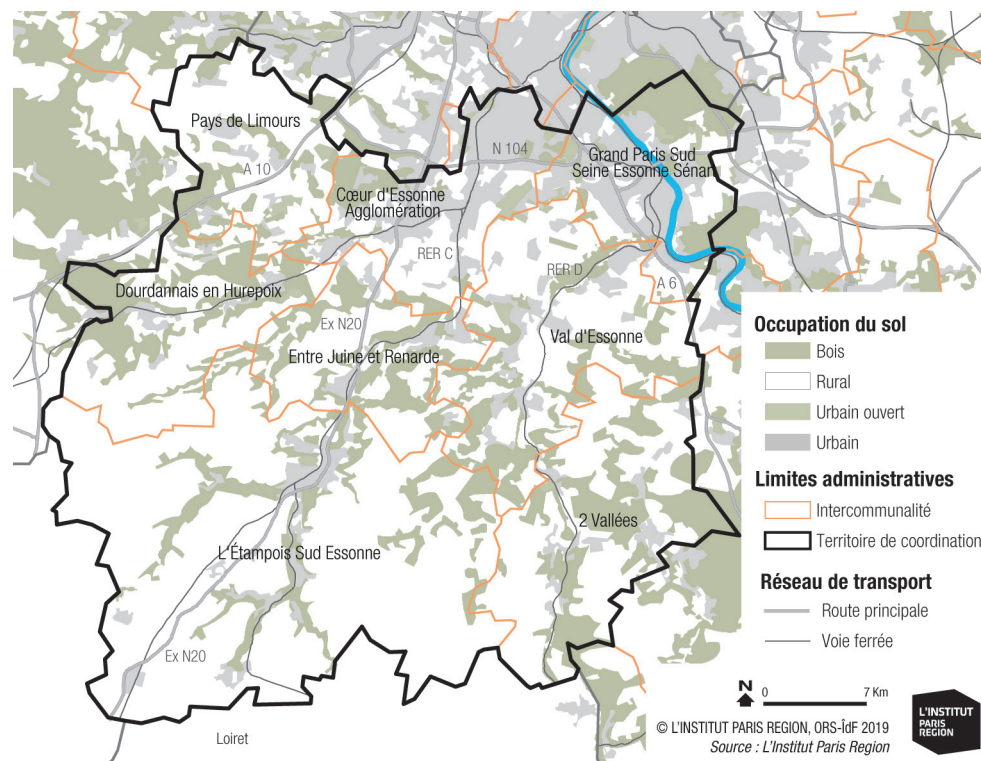 Pays de Limours
A 10
N 104
Grand Paris Sud
Seine Essonne Sénart
Cœur d'Essonne
Agglomération
RER C
RER D
A 6
Dourdannais en Hurepoix
Ex N20
Entre Juine et Renarde
Val d'Essonne
2 Vallées
L'Étampois Sud Essonne
Ex N20
Loiret
Occupation du sol
Bois
Rural
Urbain ouvert
Urbain
Limites administratives
Intercommunalité
Territoire de coordination
Réseau de transport
Route principale
Voie ferrée
N
0 7 Km
© L'INSTITUT PARIS REGION, ORS-ÎdF 2019
Source : L'Institut Paris Region
L'INSTITUT
PARIS
REGION